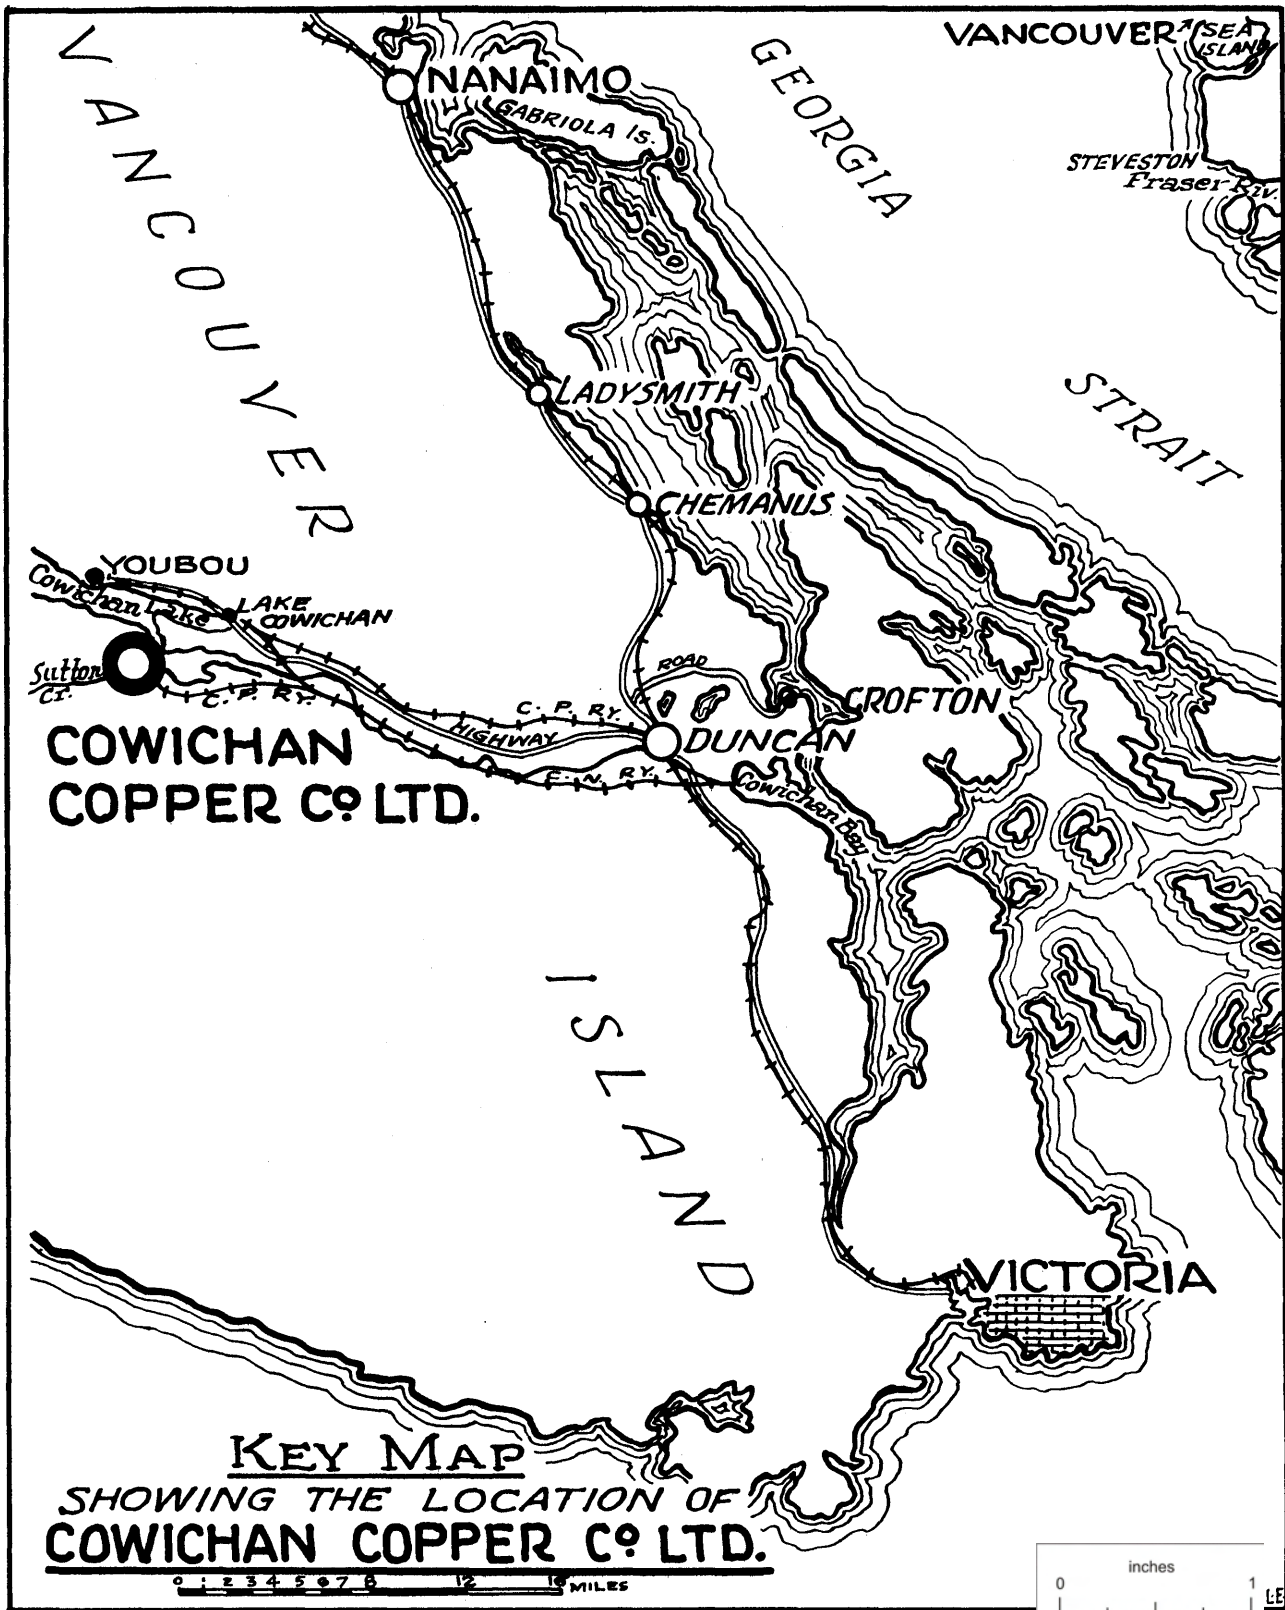 VANCOUVER
SEA
ISLAND
NANAIMO
GABRIOLA Is.
GEORGIA
STEVESTON
Fraser Riv.
VANCOUVER
STRAIT
LADYSMITH
CHEMANUS
YOUBOU
Cowichan Lake
LAKE
COWICHAN
Sutton
Cr.
C. P. RY.
ROAD
CROFTON
C. P. RY.
HIGHWAY
DUNCAN
E. N. RY.
Cowichan Bay
COWICHAN
COPPER Co LTD.
ISLAND
VICTORIA
KEY MAP
SHOWING THE LOCATION OF
COWICHAN COPPER Co LTD.
0 1 2 3 4 5 6 7 8 12 16 MILES
inches
0 1